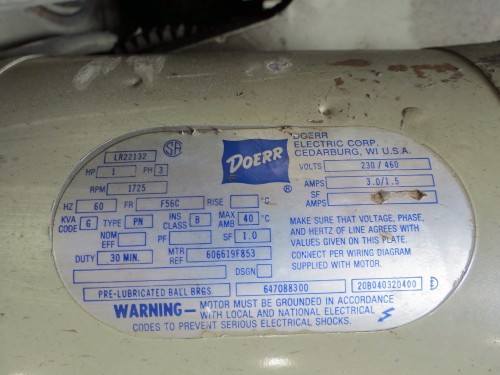 LR22132 SA
DOERR
DOERR
ELECTRIC CORP.
CEDARBURG, WI U.S.A.
HP 1 PH 3
VOLTS 230/460
RPM 1725
AMPS 3.0/1.5
HZ 60 FR F56C RISE °C
SF
AMPS
KVA CODE G TYPE PN INS CLASS B MAX AMB 40 °C
NOM EFF PF SF 1.0
DUTY 30 MIN. MTR REF 606619F853
MAKE SURE THAT VOLTAGE, PHASE,
AND HERTZ OF LINE AGREES WITH
VALUES GIVEN ON THIS PLATE.
CONNECT PER WIRING DIAGRAM
SUPPLIED WITH MOTOR.
DSGN
PRE-LUBRICATED BALL BRGS 647088300 20B040320400
WARNING— MOTOR MUST BE GROUNDED IN ACCORDANCE
WITH LOCAL AND NATIONAL ELECTRICAL
CODES TO PREVENT SERIOUS ELECTRICAL SHOCKS.